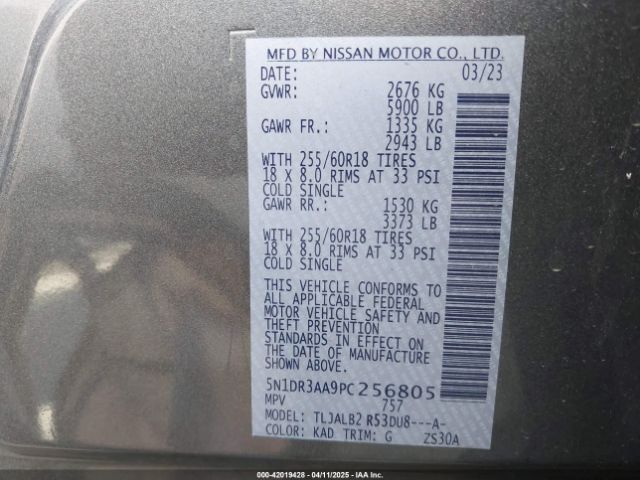 MFD BY NISSAN MOTOR CO., LTD.
DATE: 03/23
GVWR: 2676 KG
5900 LB
GAWR FR.: 1335 KG
2943 LB
WITH 255/60R18 TIRES
18 X 8.0 RIMS AT 33 PSI
COLD SINGLE
GAWR RR.: 1530 KG
3373 LB
WITH 255/60R18 TIRES
18 X 8.0 RIMS AT 33 PSI
COLD SINGLE
THIS VEHICLE CONFORMS TO
ALL APPLICABLE FEDERAL
MOTOR VEHICLE SAFETY AND
THEFT PREVENTION
STANDARDS IN EFFECT ON
THE DATE OF MANUFACTURE
SHOWN ABOVE.
5N1DR3AA9PC256805
MPV 757
MODEL: TLJALB2 R53DU8---A-
COLOR: KAD TRIM: G ZS30A
000-42019428 - 04/11/2025 - IAAI.COM